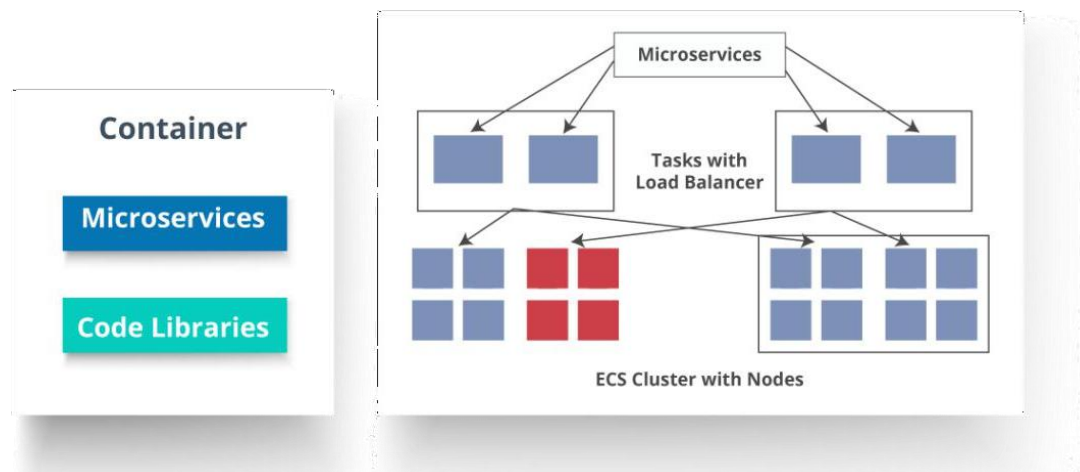 Container
Microservices
Code Libraries
Microservices
Tasks with
Load Balancer
ECS Cluster with Nodes